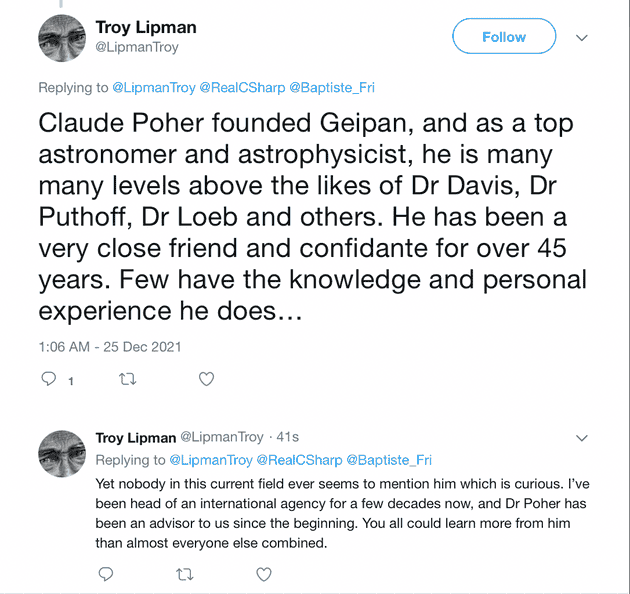 Troy Lipman
@LipmanTroy
Follow
Replying to @LipmanTroy @RealCSharp @Baptiste_Fri
Claude Poher founded Geipan, and as a top
astronomer and astrophysicist, he is many
many levels above the likes of Dr Davis, Dr
Puthoff, Dr Loeb and others. He has been a
very close friend and confidante for over 45
years. Few have the knowledge and personal
experience he does...
1:06 AM - 25 Dec 2021
1
Troy Lipman @LipmanTroy · 41s
Replying to @LipmanTroy @RealCSharp @Baptiste_Fri
Yet nobody in this current field ever seems to mention him which is curious. I've
been head of an international agency for a few decades now, and Dr Poher has
been an advisor to us since the beginning. You all could learn more from him
than almost everyone else combined.